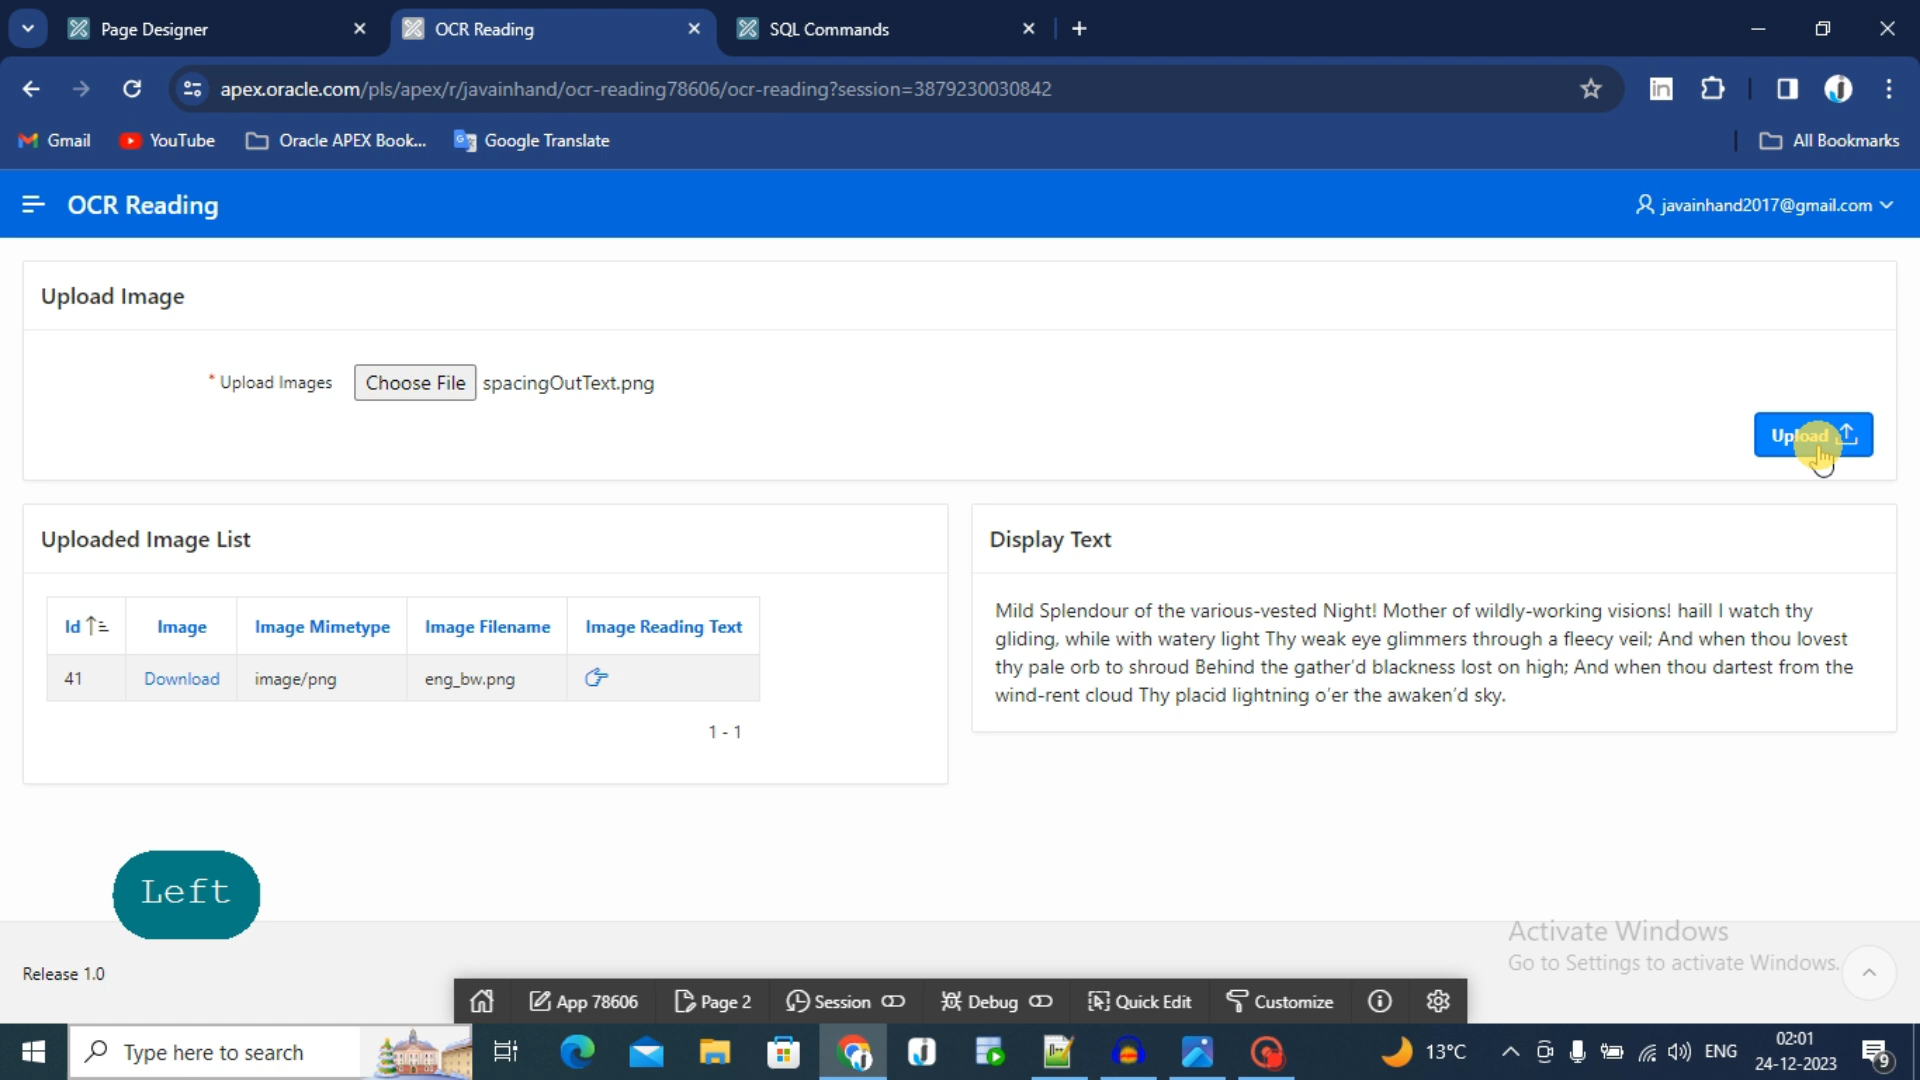 Page Designer
OCR Reading
SQL Commands
apex.oracle.com/pls/apex/r/javainhand/ocr-reading78606/ocr-reading?session=3879230030842
Gmail
YouTube
Oracle APEX Book...
Google Translate
All Bookmarks
OCR Reading
javainhand2017@gmail.com
Upload Image
* Upload Images
Choose File spacingOutText.png
Upload
Uploaded Image List
Id Image Image Mimetype Image Filename Image Reading Text
41 Download image/png eng_bw.png
1 - 1
Display Text
Mild Splendour of the various-vested Night! Mother of wildly-working visions! haill I watch thy
gliding, while with watery light Thy weak eye glimmers through a fleecy veil; And when thou lovest
thy pale orb to shroud Behind the gather'd blackness lost on high; And when thou dartest from the
wind-rent cloud Thy placid lightning o'er the awaken'd sky.
Left
Activate Windows
Go to Settings to activate Windows.
Release 1.0
App 78606
Page 2
Session
Debug
Quick Edit
Customize
Type here to search
13°C
ENG
02:01
24-12-2023
9